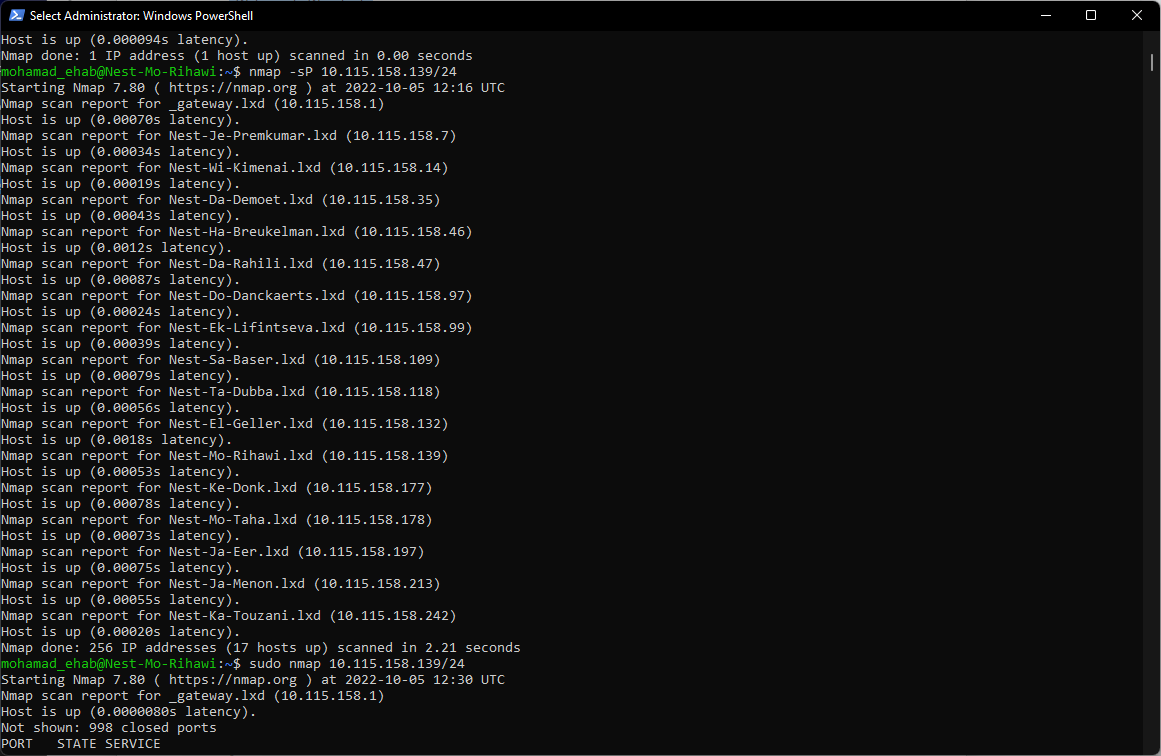 Select Administrator: Windows PowerShell
Host is up (0.000094s latency).
Nmap done: 1 IP address (1 host up) scanned in 0.00 seconds
mohamad_ehab@Nest-Mo-Rihawi:~$ nmap -sP 10.115.158.139/24
Starting Nmap 7.80 ( https://nmap.org ) at 2022-10-05 12:16 UTC
Nmap scan report for _gateway.lxd (10.115.158.1)
Host is up (0.00070s latency).
Nmap scan report for Nest-Je-Premkumar.lxd (10.115.158.7)
Host is up (0.00034s latency).
Nmap scan report for Nest-Wi-Kimenai.lxd (10.115.158.14)
Host is up (0.00019s latency).
Nmap scan report for Nest-Da-Demoet.lxd (10.115.158.35)
Host is up (0.00043s latency).
Nmap scan report for Nest-Ha-Breukelman.lxd (10.115.158.46)
Host is up (0.0012s latency).
Nmap scan report for Nest-Da-Rahili.lxd (10.115.158.47)
Host is up (0.00087s latency).
Nmap scan report for Nest-Do-Danckaerts.lxd (10.115.158.97)
Host is up (0.00024s latency).
Nmap scan report for Nest-Ek-Lifintseva.lxd (10.115.158.99)
Host is up (0.00039s latency).
Nmap scan report for Nest-Sa-Baser.lxd (10.115.158.109)
Host is up (0.00079s latency).
Nmap scan report for Nest-Ta-Dubba.lxd (10.115.158.118)
Host is up (0.00056s latency).
Nmap scan report for Nest-El-Geller.lxd (10.115.158.132)
Host is up (0.0018s latency).
Nmap scan report for Nest-Mo-Rihawi.lxd (10.115.158.139)
Host is up (0.00053s latency).
Nmap scan report for Nest-Ke-Donk.lxd (10.115.158.177)
Host is up (0.00078s latency).
Nmap scan report for Nest-Mo-Taha.lxd (10.115.158.178)
Host is up (0.00073s latency).
Nmap scan report for Nest-Ja-Eer.lxd (10.115.158.197)
Host is up (0.00075s latency).
Nmap scan report for Nest-Ja-Menon.lxd (10.115.158.213)
Host is up (0.00055s latency).
Nmap scan report for Nest-Ka-Touzani.lxd (10.115.158.242)
Host is up (0.00020s latency).
Nmap done: 256 IP addresses (17 hosts up) scanned in 2.21 seconds
mohamad_ehab@Nest-Mo-Rihawi:~$ sudo nmap 10.115.158.139/24
Starting Nmap 7.80 ( https://nmap.org ) at 2022-10-05 12:30 UTC
Nmap scan report for _gateway.lxd (10.115.158.1)
Host is up (0.0000080s latency).
Not shown: 998 closed ports
PORT   STATE SERVICE